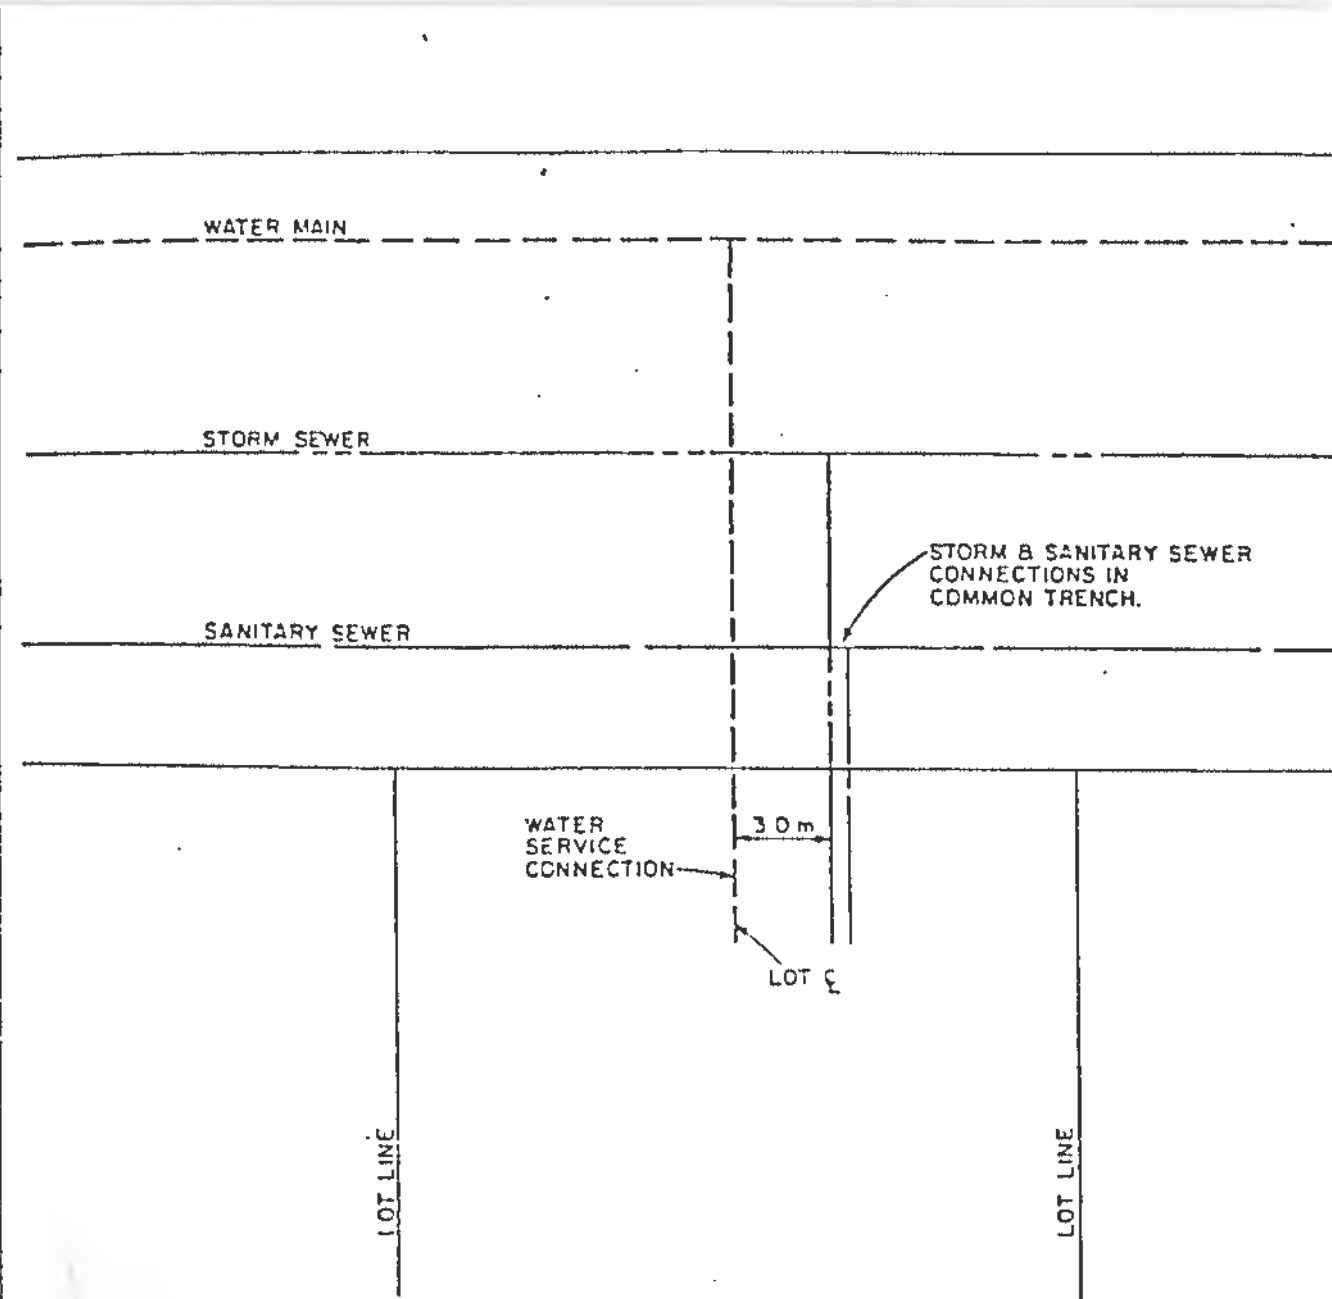 WATER MAIN
STORM SEWER
STORM & SANITARY SEWER
CONNECTIONS IN
COMMON TRENCH.
SANITARY SEWER
WATER
SERVICE
CONNECTION
3.0 m
LOT ℄
LOT LINE
LOT LINE